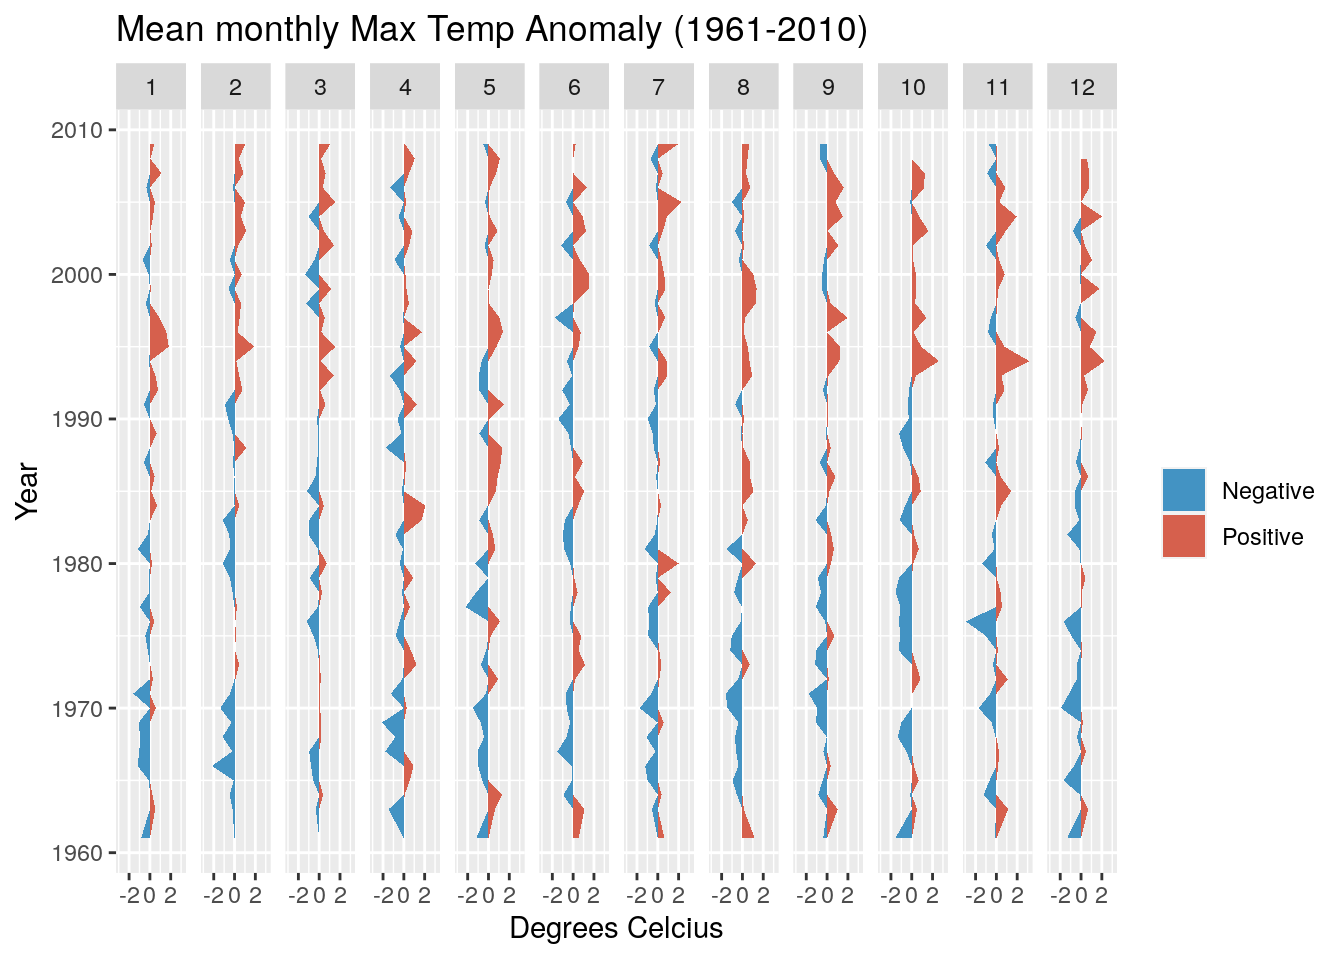 Mean monthly Max Temp Anomaly (1961-2010)
1 2 3 4 5 6 7 8 9 10 11 12
2010
2000
1990
1980
1970
1960
Year
Negative
Positive
-2 0 2 -2 0 2 -2 0 2 -2 0 2 -2 0 2 -2 0 2 -2 0 2 -2 0 2 -2 0 2 -2 0 2 -2 0 2 -2 0 2
Degrees Celcius